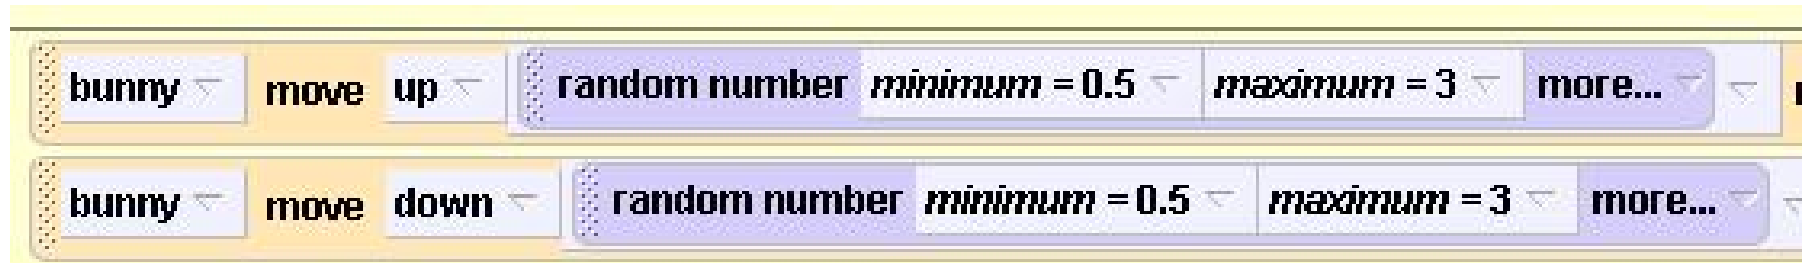 bunny move up random number minimum = 0.5 maximum = 3 more...
bunny move down random number minimum = 0.5 maximum = 3 more...